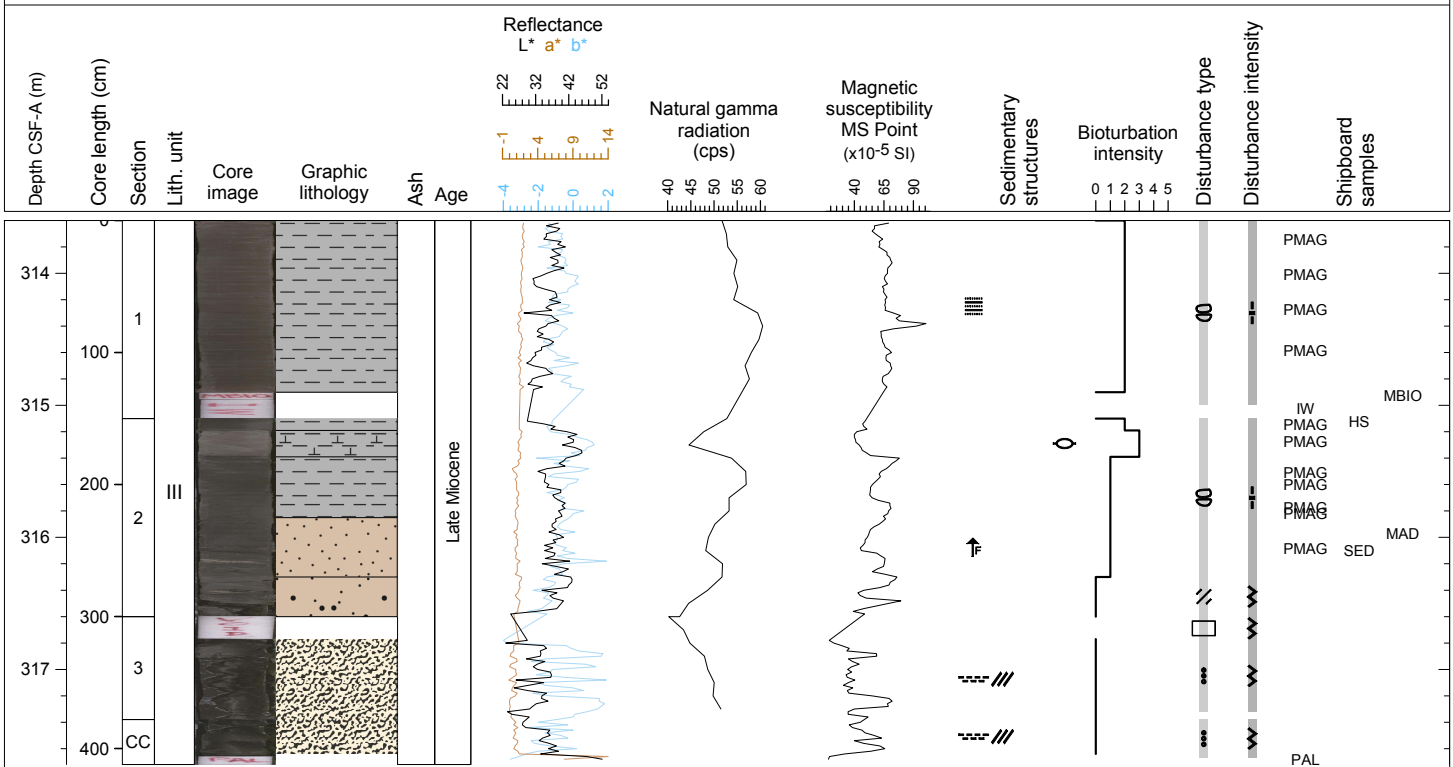 Reflectance
L* a* b*
22 32 42 52
-1 4 9 14
-4 -2 0 2
Depth CSF-A (m)
Core length (cm)
Section
Lith. unit
Core image
Graphic lithology
Ash
Age
Natural gamma radiation (cps)
40 45 50 55 60
Magnetic susceptibility MS Point (x10-5 SI)
40 65 90
Sedimentary structures
Bioturbation intensity
0 1 2 3 4 5
Disturbance type
Disturbance intensity
Shipboard samples
0
314
100
315
200
316
300
317
400
1
2
3
CC
III
MBIO
PAL
Late Miocene
F
PMAG
PMAG
PMAG
PMAG
MBIO
IW
HS
PMAG
PMAG
PMAG
PMAG
PMAG
PMAG
MAD
PMAG SED
PAL